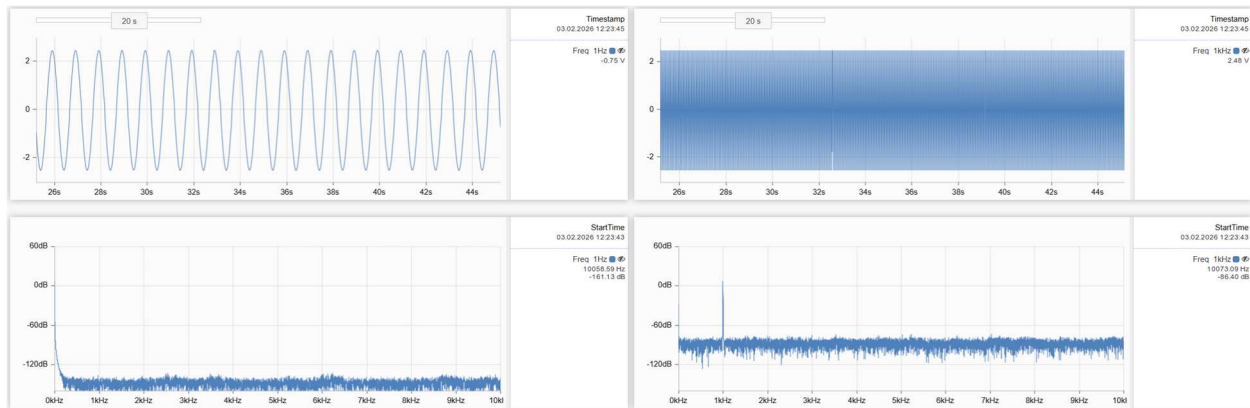 20 s
Timestamp
03.02.2026 12:23:45
Freq 1Hz
-0.75 V
2
0
-2
26s 28s 30s 32s 34s 36s 38s 40s 42s 44s
20 s
Timestamp
03.02.2026 12:23:45
Freq 1kHz
2.48 V
2
0
-2
26s 28s 30s 32s 34s 36s 38s 40s 42s 44s
StartTime
03.02.2026 12:23:43
Freq 1Hz
10058.59 Hz
-161.13 dB
60dB
0dB
-60dB
-120dB
0kHz 1kHz 2kHz 3kHz 4kHz 5kHz 6kHz 7kHz 8kHz 9kHz 10kl
StartTime
03.02.2026 12:23:43
Freq 1kHz
10073.09 Hz
-86.40 dB
60dB
0dB
-60dB
-120dB
0kHz 1kHz 2kHz 3kHz 4kHz 5kHz 6kHz 7kHz 8kHz 9kHz 10kl